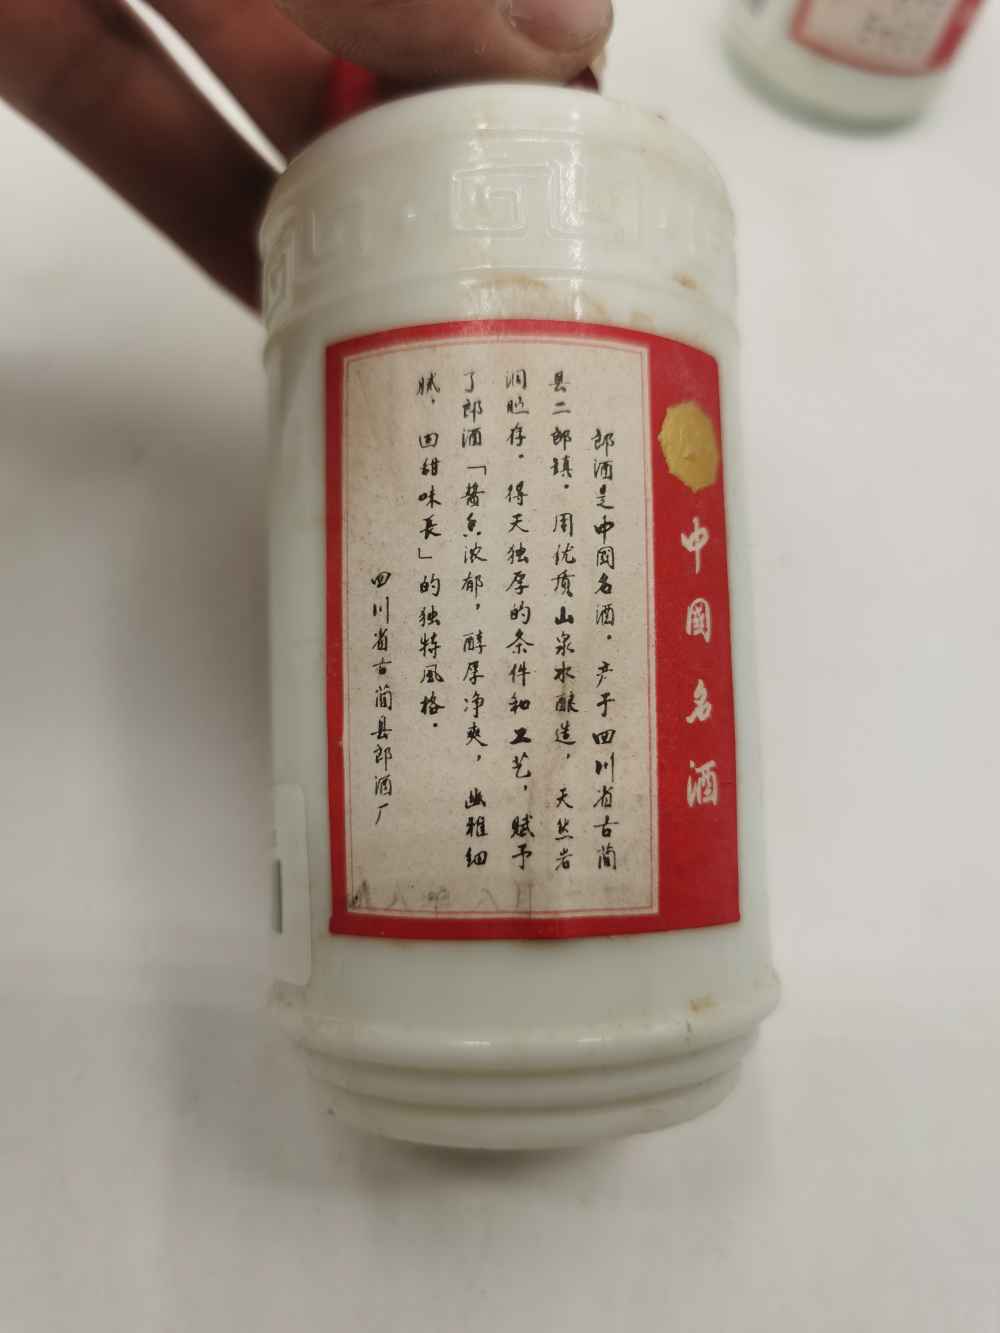 中國名酒
郎酒是中國名酒。产于四川省古蔺
县二郎镇。用优质山泉水酿造，天然岩
洞贮存。得天独厚的条件和工艺，赋予
了郎酒「酱香浓郁，醇厚净爽，幽雅细
腻，回甜味長」的独特風格。
四川省古蔺县郎酒厂